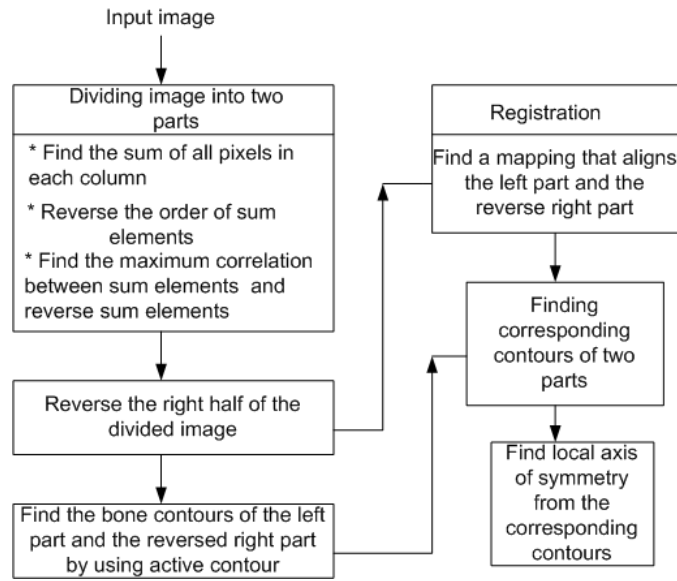 Input image
Dividing image into two
parts
* Find the sum of all pixels in
each column
* Reverse the order of sum
elements
* Find the maximum correlation
between sum elements and
reverse sum elements
Reverse the right half of the
divided image
Find the bone contours of the left
part and the reversed right part
by using active contour
Registration
Find a mapping that aligns
the left part and the
reverse right part
Finding
corresponding
contours of two
parts
Find local axis
of symmetry
from the
corresponding
contours